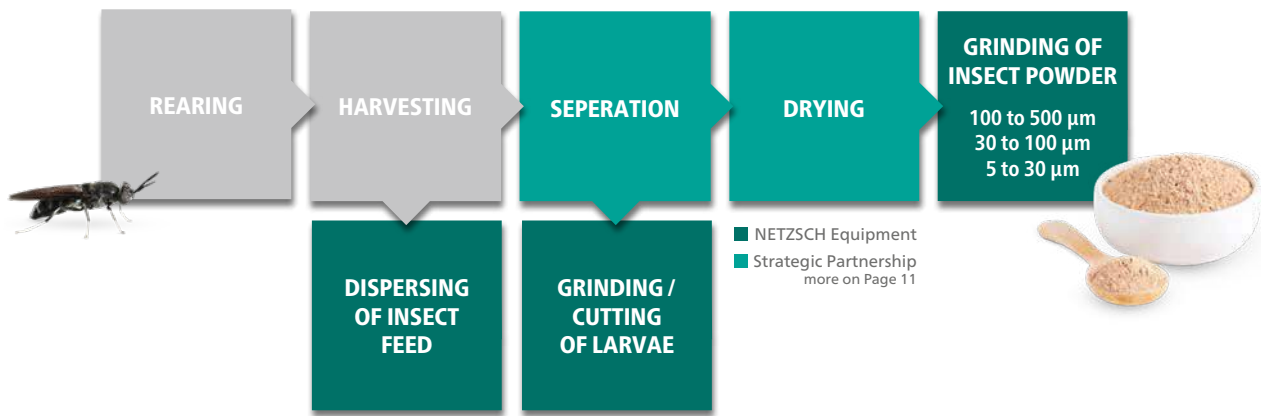 REARING
HARVESTING
SEPERATION
DRYING
GRINDING OF
INSECT POWDER
100 to 500 µm
30 to 100 µm
5 to 30 µm
DISPERSING
OF INSECT
FEED
GRINDING /
CUTTING
OF LARVAE
NETZSCH Equipment
Strategic Partnership
more on Page 11